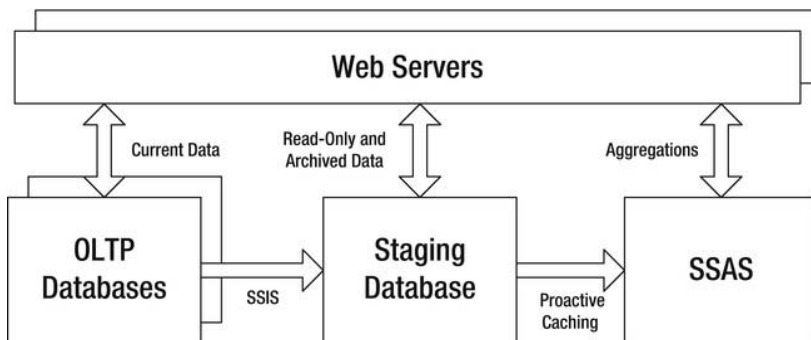 Web Servers
Current Data
Read-Only and
Archived Data
Aggregations
OLTP
Databases
SSIS
Staging
Database
Proactive
Caching
SSAS